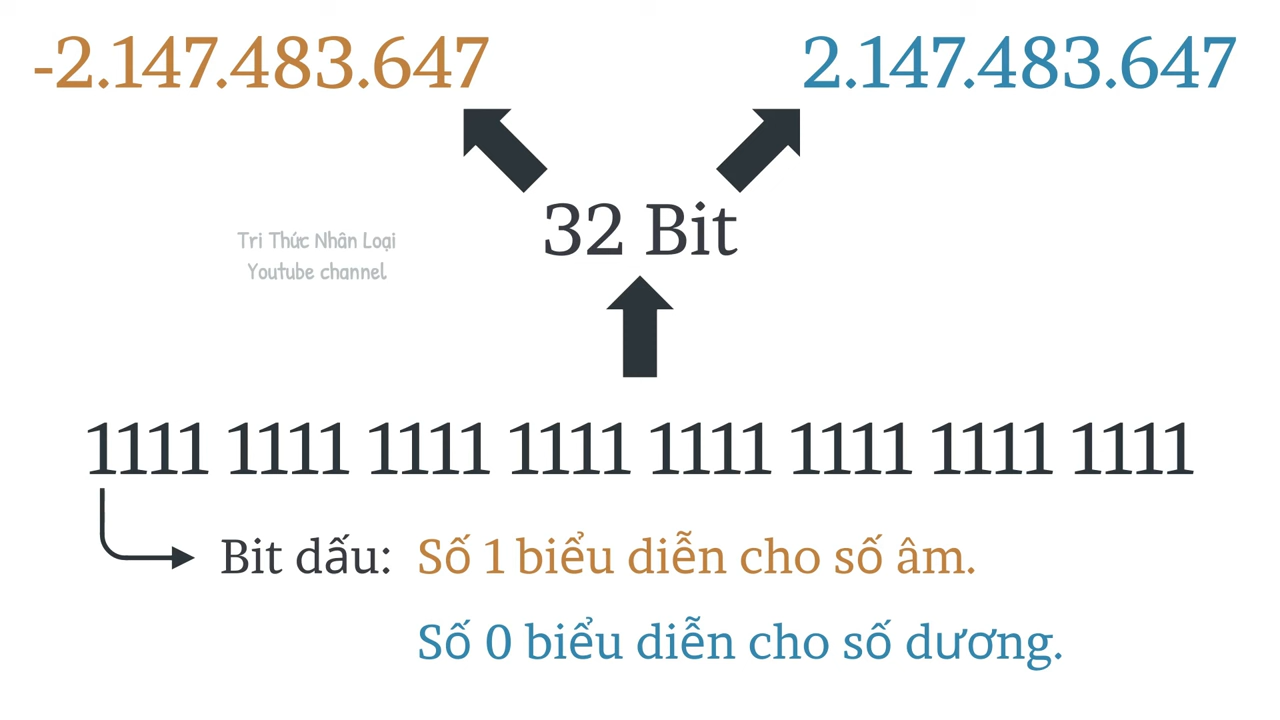 -2.147.483.647
2.147.483.647
32 Bit
Tri Thức Nhân Loại
Youtube channel
1111 1111 1111 1111 1111 1111 1111 1111
Bit dấu: Số 1 biểu diễn cho số âm.
Số 0 biểu diễn cho số dương.